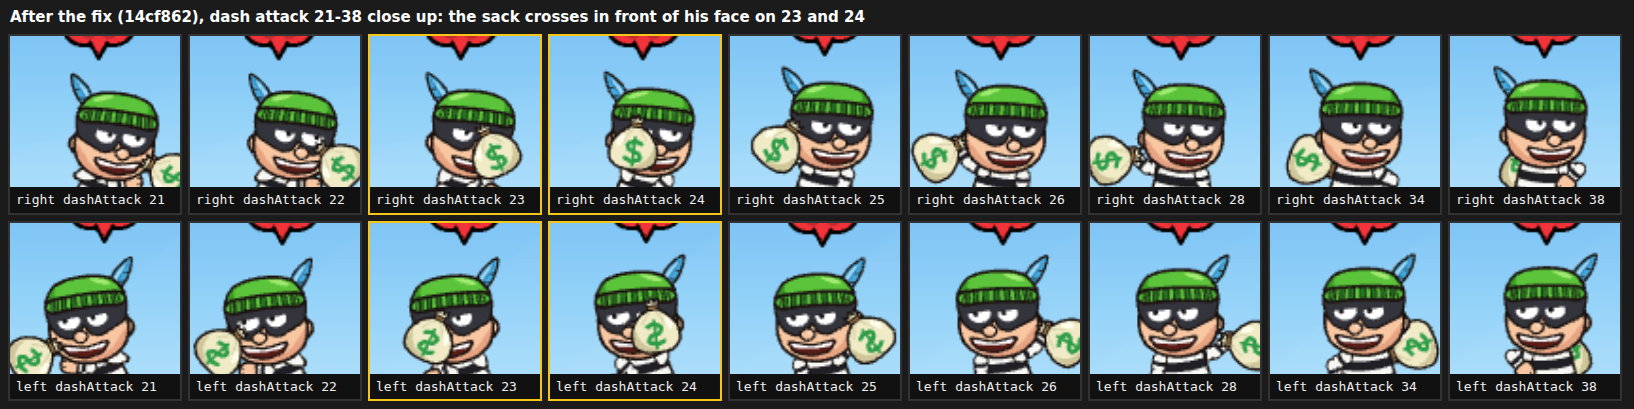 After the fix (14cf862), dash attack 21-38 close up: the sack crosses in front of his face on 23 and 24
$ $ $ $ $ $ $ $
right dashAttack 21 right dashAttack 22 right dashAttack 23 right dashAttack 24 right dashAttack 25 right dashAttack 26 right dashAttack 28 right dashAttack 34 right dashAttack 38
$ $ $ $ $ $ $ $
left dashAttack 21 left dashAttack 22 left dashAttack 23 left dashAttack 24 left dashAttack 25 left dashAttack 26 left dashAttack 28 left dashAttack 34 left dashAttack 38